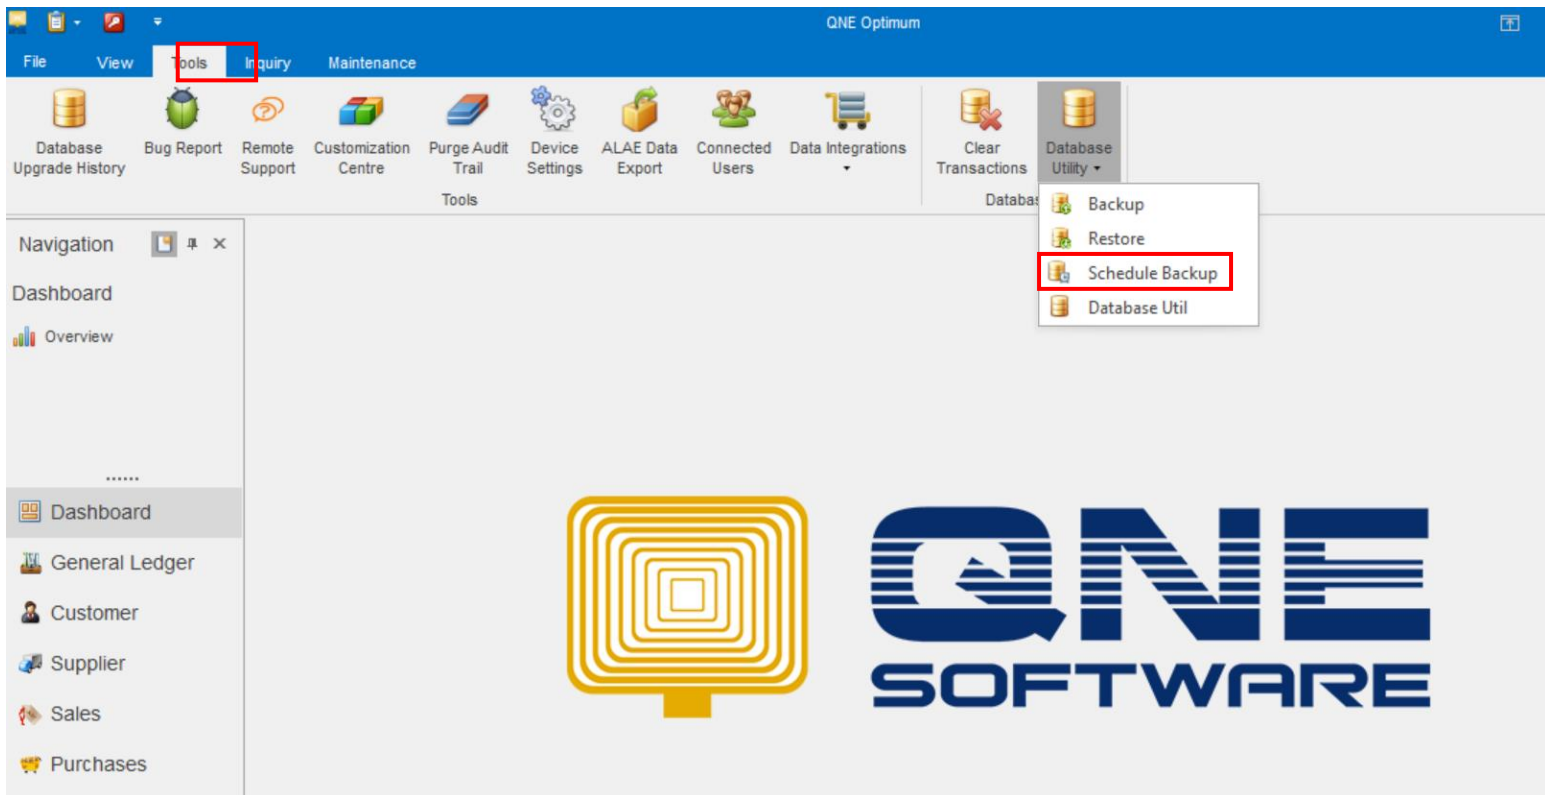 QNE Optimum
File View Tools Inquiry Maintenance
Database Upgrade History
Bug Report
Remote Support
Customization Centre
Purge Audit Trail
Device Settings
ALAE Data Export
Connected Users
Data Integrations
Clear Transactions
Database Utility
Tools
Backup
Restore
Schedule Backup
Database Util
Navigation
Dashboard
Overview
Dashboard
General Ledger
Customer
Supplier
Sales
Purchases
QNE
SOFTWARE